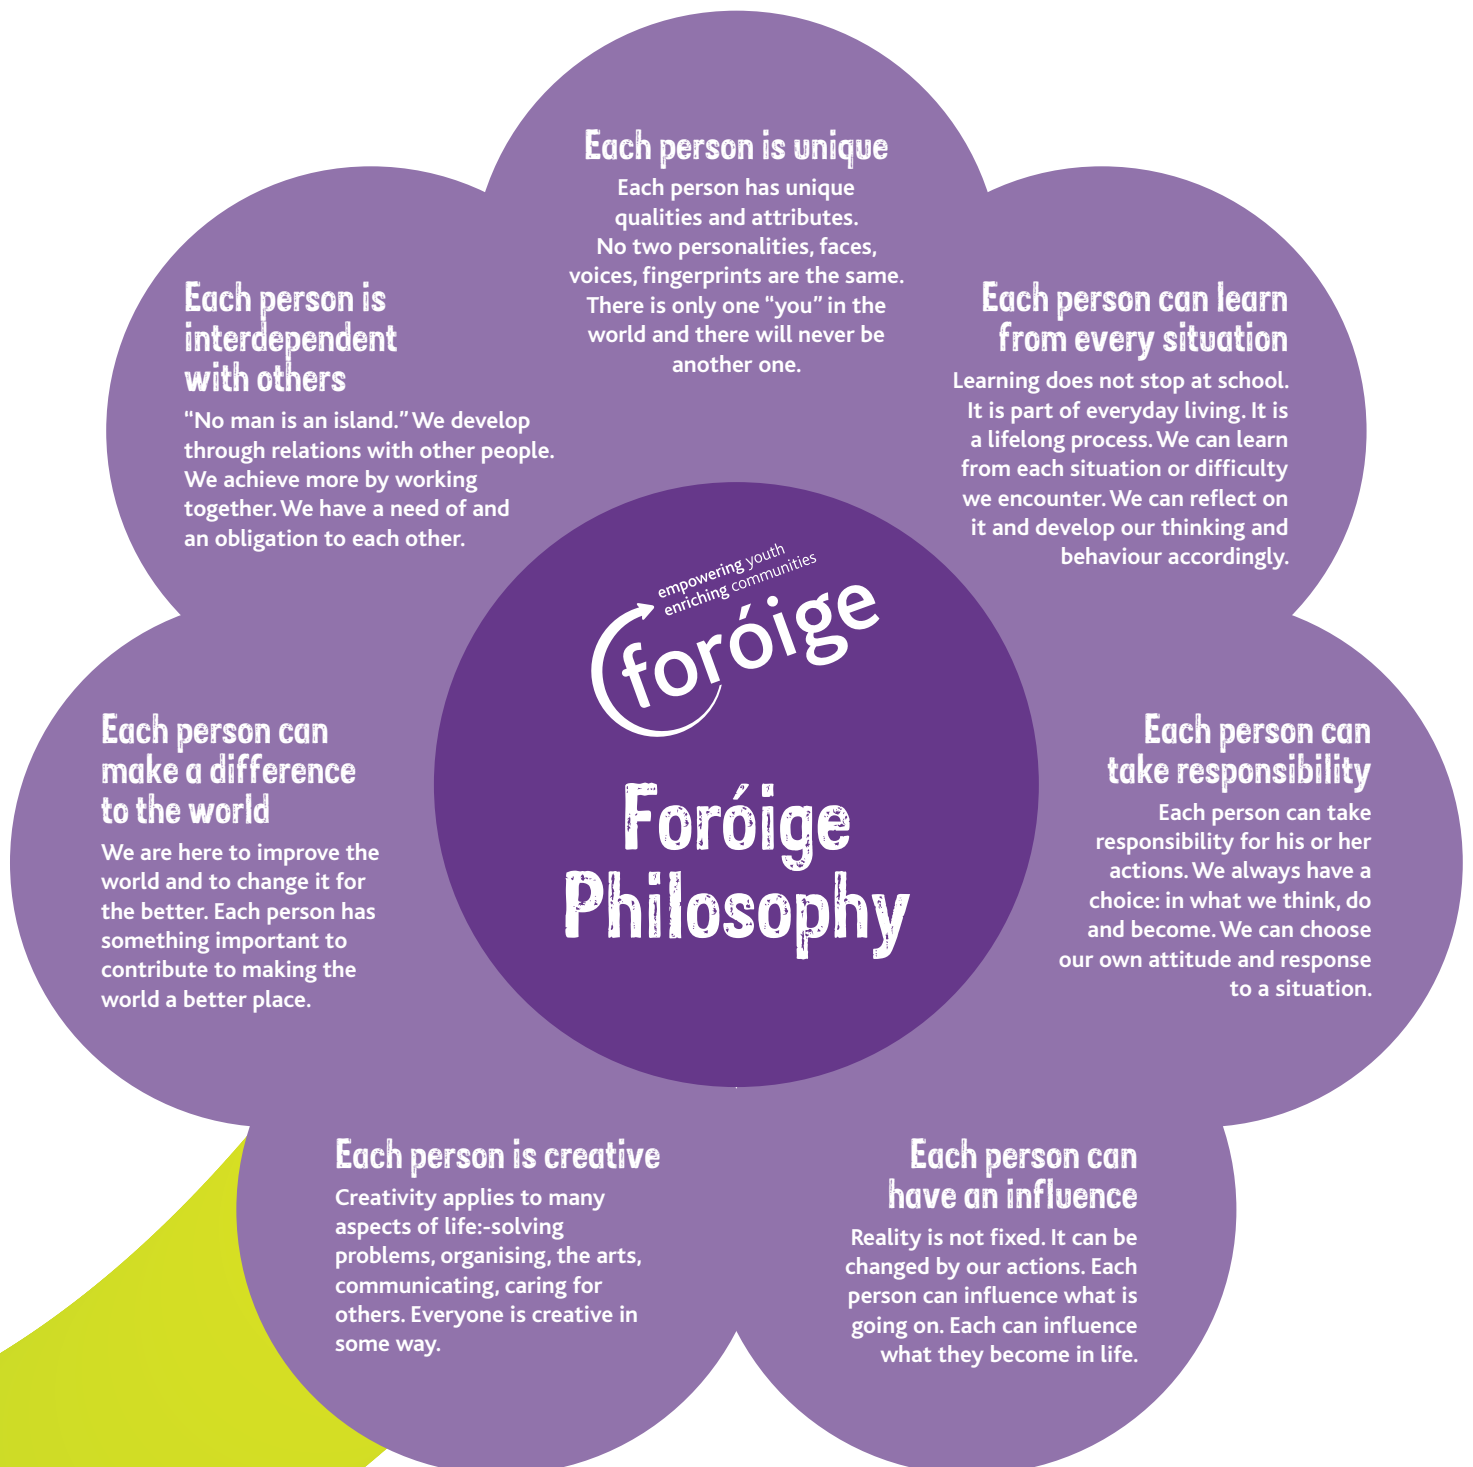 Each person is unique
Each person has unique
qualities and attributes.
No two personalities, faces,
voices, fingerprints are the same.
There is only one “you” in the
world and there will never be
another one.
Each person can learn
from every situation
Learning does not stop at school.
It is part of everyday living. It is
a lifelong process. We can learn
from each situation or difficulty
we encounter. We can reflect on
it and develop our thinking and
behaviour accordingly.
Each person can
take responsibility
Each person can take
responsibility for his or her
actions. We always have a
choice: in what we think, do
and become. We can choose
our own attitude and response
to a situation.
Each person can
have an influence
Reality is not fixed. It can be
changed by our actions. Each
person can influence what is
going on. Each can influence
what they become in life.
Each person is creative
Creativity applies to many
aspects of life:-solving
problems, organising, the arts,
communicating, caring for
others. Everyone is creative in
some way.
Each person can
make a difference
to the world
We are here to improve the
world and to change it for
the better. Each person has
something important to
contribute to making the
world a better place.
Each person is
interdependent
with others
“No man is an island.” We develop
through relations with other people.
We achieve more by working
together. We have a need of and
an obligation to each other.
empowering youth
enriching communities
foróige
Foróige
Philosophy